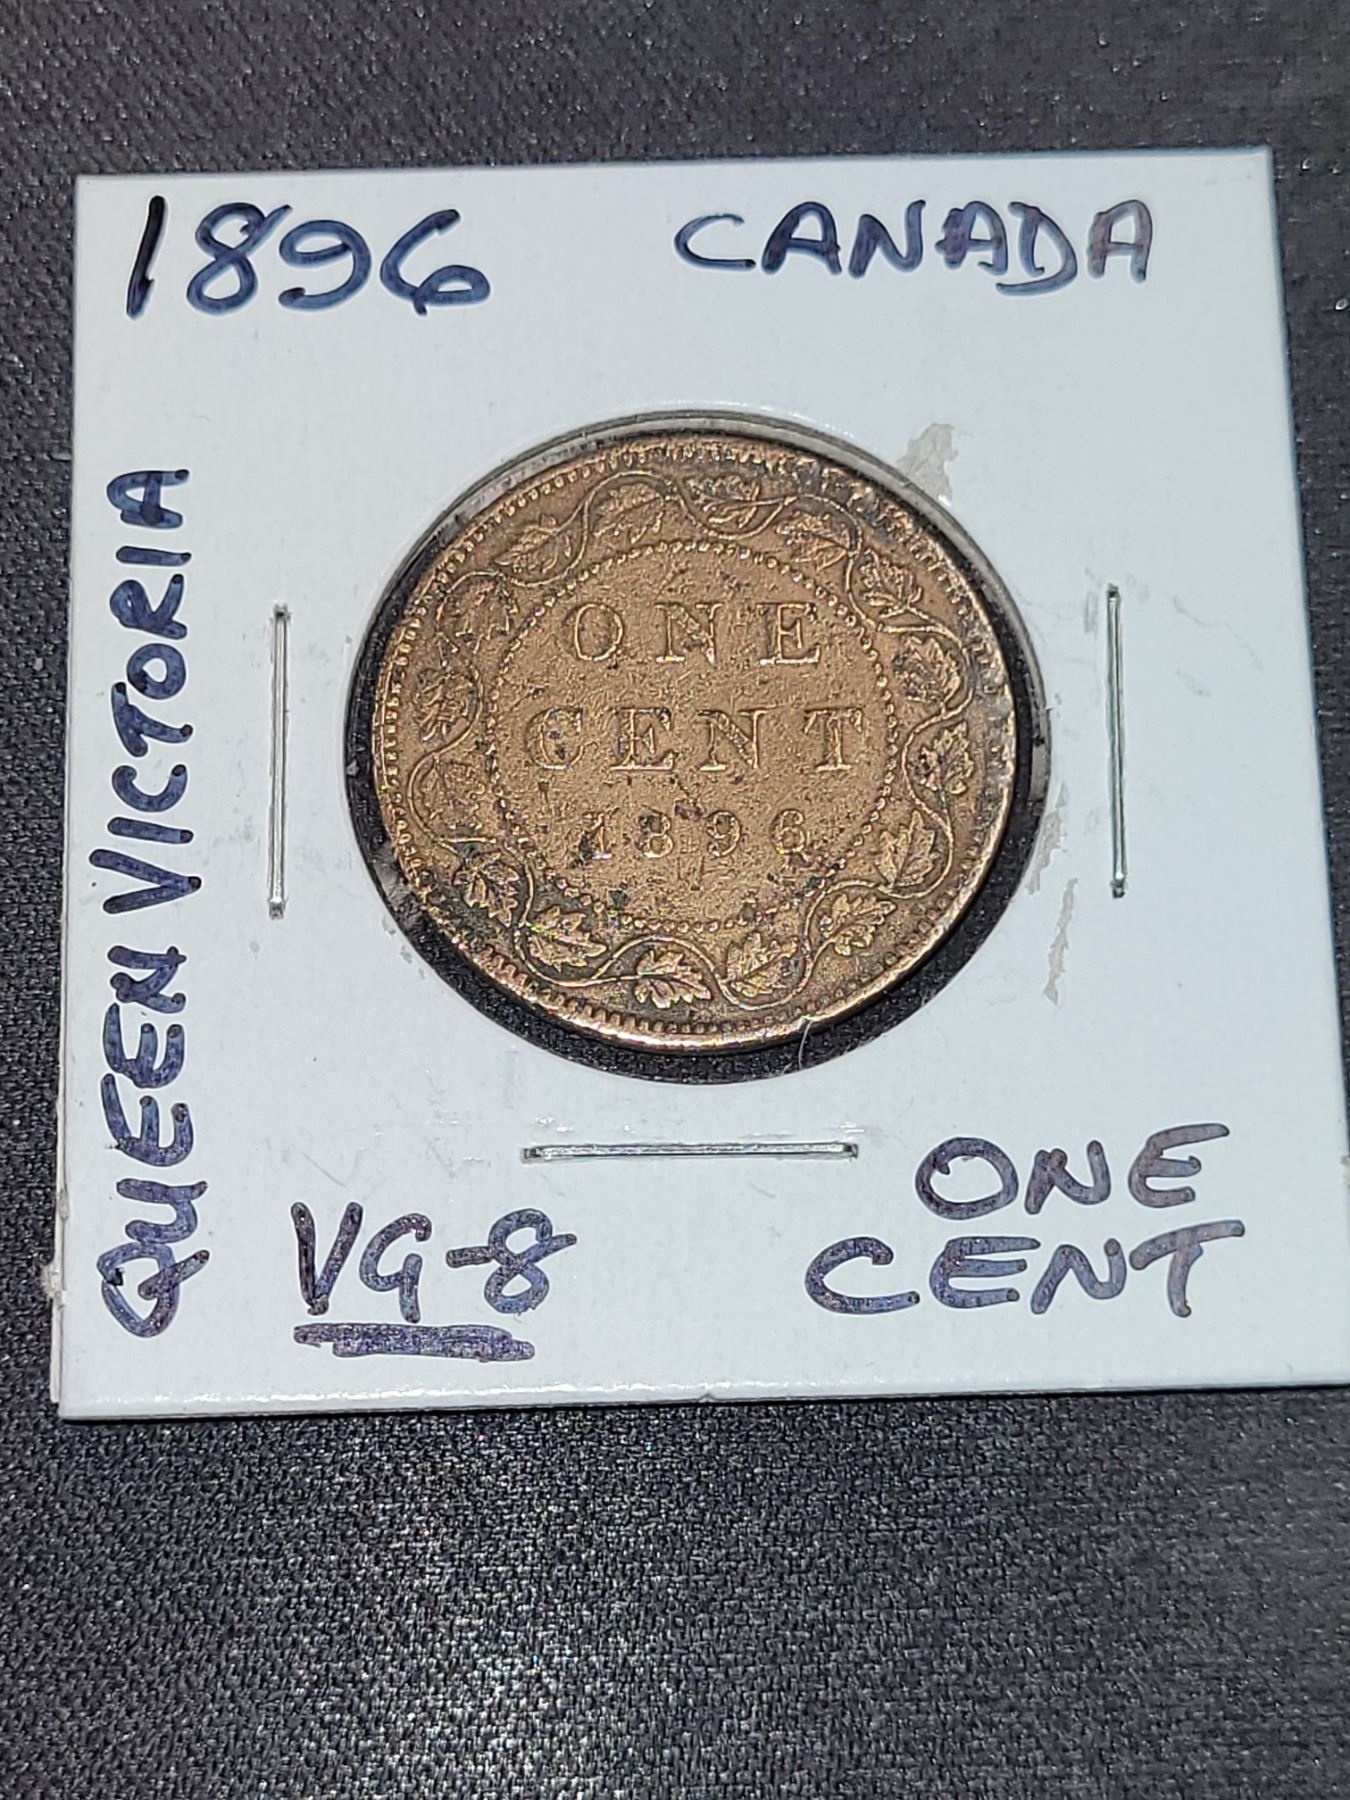 1896 CANADA
QUEEN VICTORIA
ONE
CENT
1896
VG-8
ONE
CENT